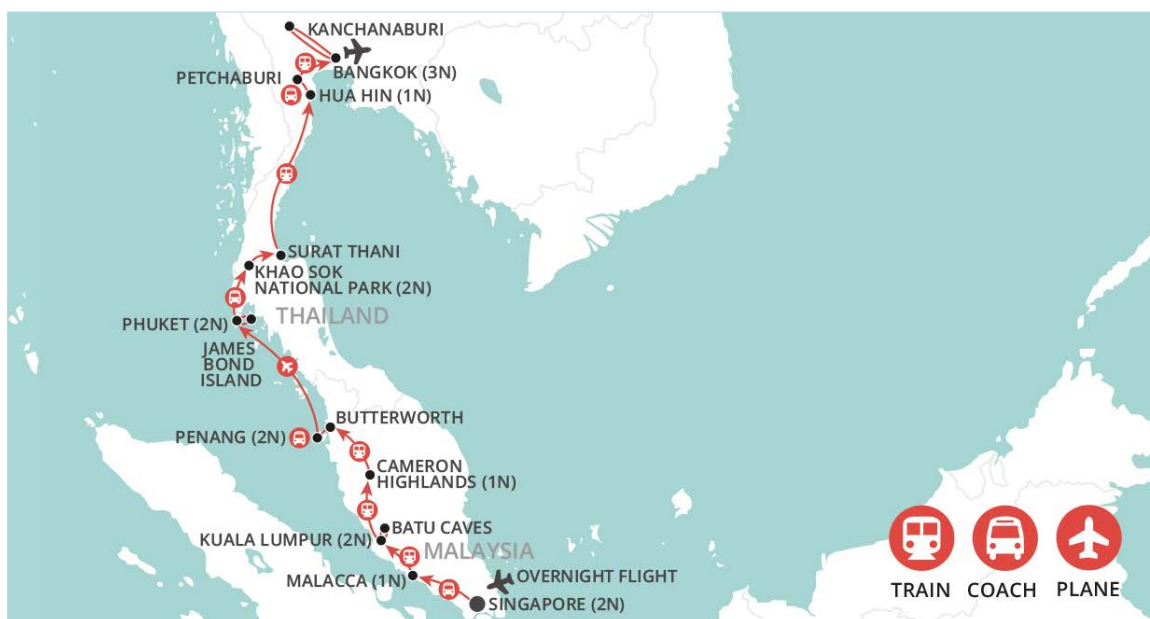 KANCHANABURI
BANGKOK (3N)
PETCHABURI
HUA HIN (1N)
SURAT THANI
KHAO SOK
NATIONAL PARK (2N)
THAILAND
PHUKET (2N)
JAMES
BOND
ISLAND
BUTTERWORTH
PENANG (2N)
CAMERON
HIGHLANDS (1N)
BATU CAVES
KUALA LUMPUR (2N)
MALAYSIA
MALACCA (1N)
OVERNIGHT FLIGHT
SINGAPORE (2N)
TRAIN
COACH
PLANE